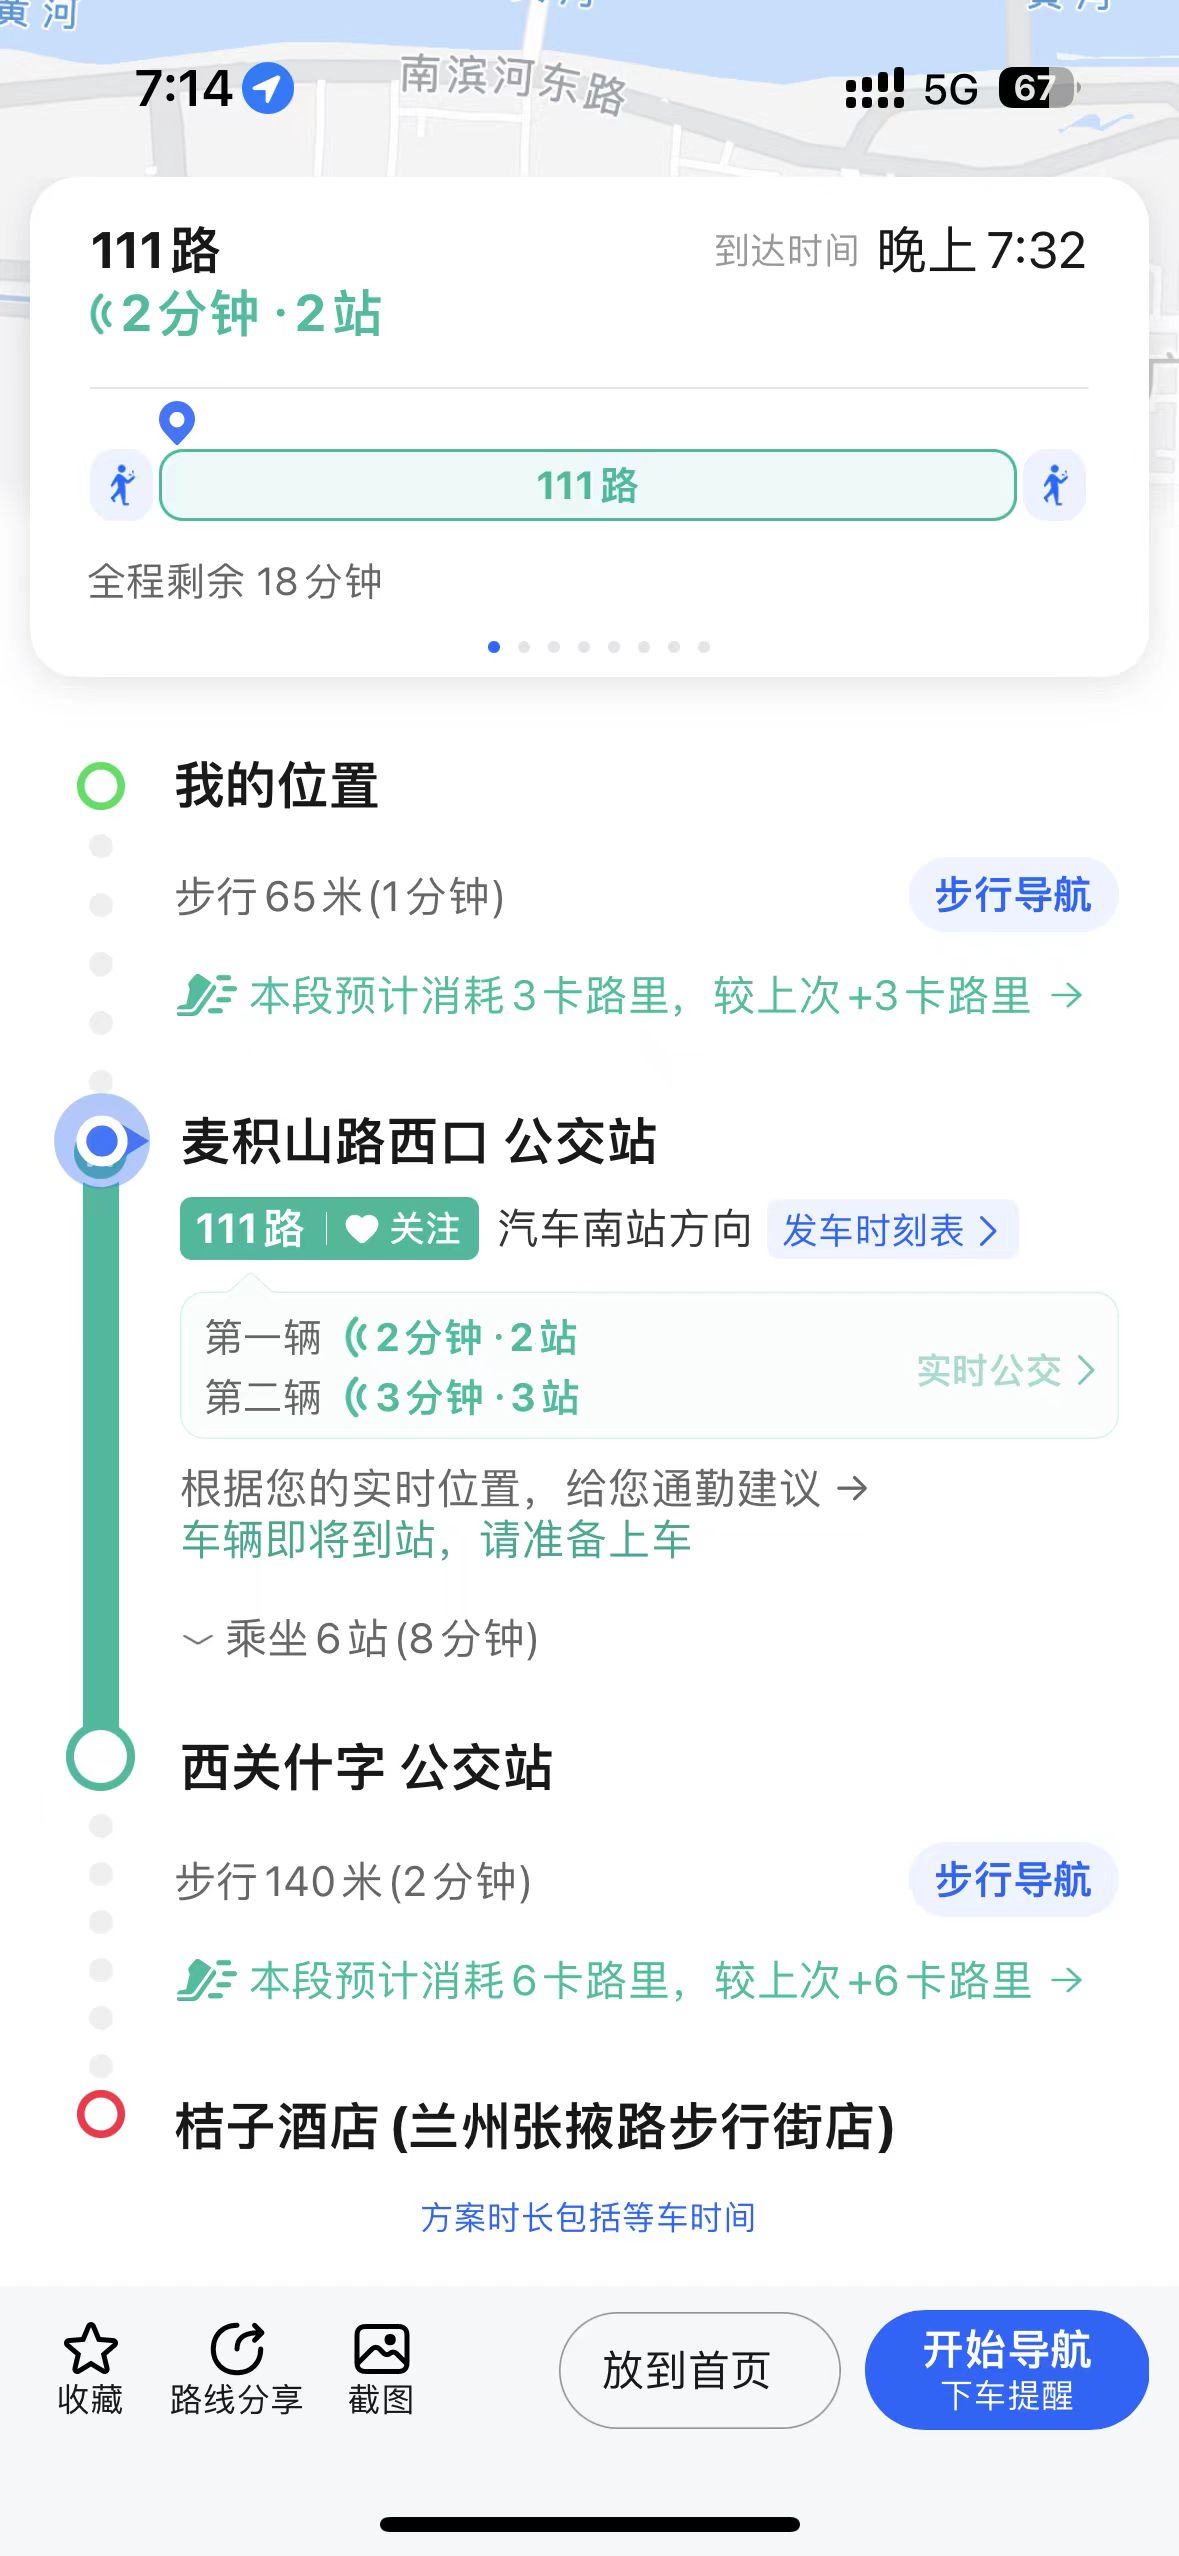 黄河
黄河
7:14
南滨河东路
5G
67
111路
到达时间 晚上7:32
2分钟·2站
111路
全程剩余 18分钟
我的位置
步行65米(1分钟)
步行导航
本段预计消耗3卡路里，较上次+3卡路里
麦积山路西口 公交站
111路 关注 汽车南站方向 发车时刻表
第一辆 2分钟·2站
第二辆 3分钟·3站
实时公交
根据您的实时位置，给您通勤建议
车辆即将到站，请准备上车
乘坐6站(8分钟)
西关什字 公交站
步行140米(2分钟)
步行导航
本段预计消耗6卡路里，较上次+6卡路里
桔子酒店(兰州张掖路步行街店)
方案时长包括等车时间
收藏
路线分享
截图
放到首页
开始导航
下车提醒